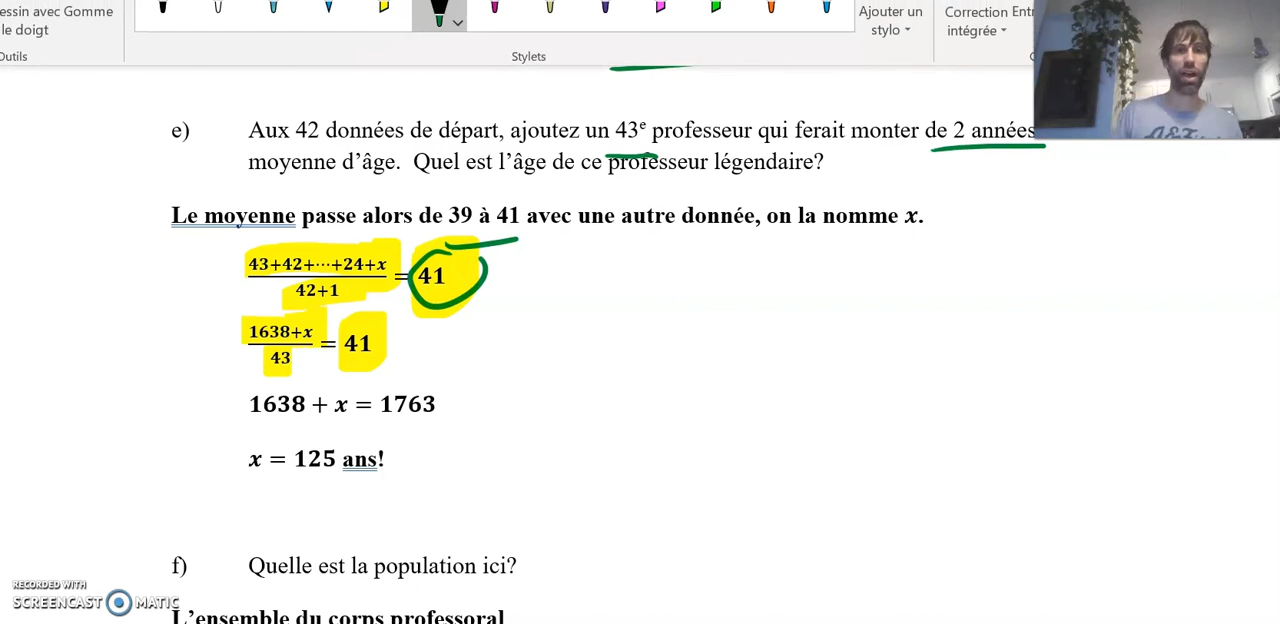 essin avec Gomme
le doigt
Outils
Stylets
Ajouter un
stylo
Correction Entr
intégrée
e) Aux 42 données de départ, ajoutez un 43e professeur qui ferait monter de 2 années
moyenne d'âge. Quel est l'âge de ce professeur légendaire?
Le moyenne passe alors de 39 à 41 avec une autre donnée, on la nomme x.
43+42+⋯+24+x
42+1
= 41
1638+x
43
= 41
1638 + x = 1763
x = 125 ans!
f) Quelle est la population ici?
RECORDED WITH
SCREENCAST MATIC
L'ensemble du corps professoral